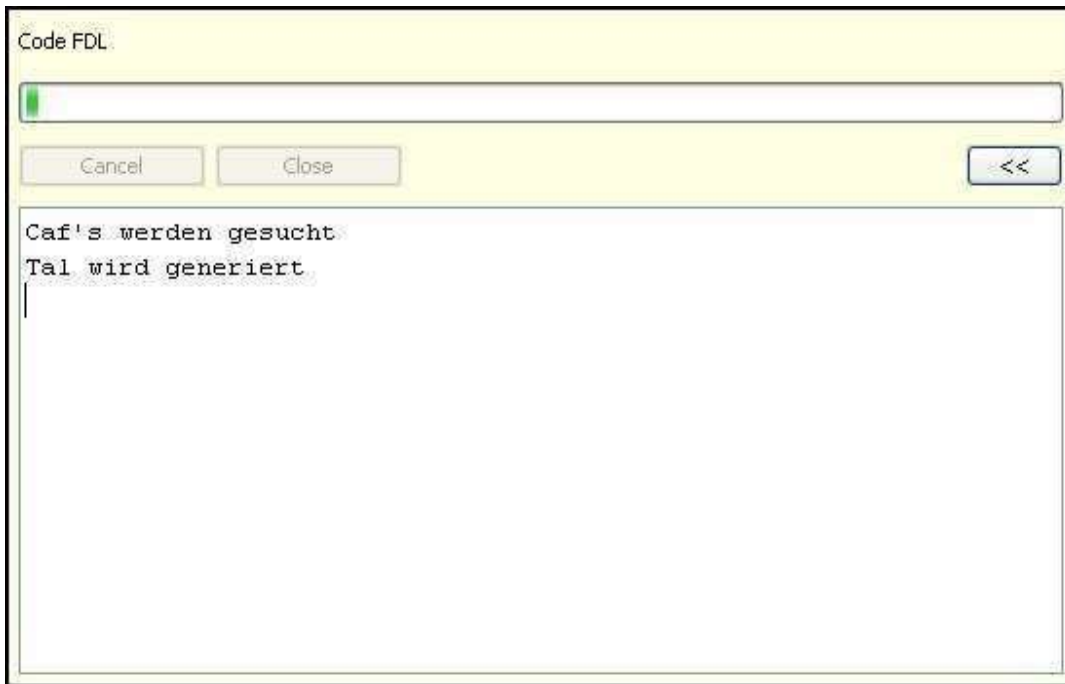 Code FDL
Cancel Close <<
Caf's werden gesucht
Tal wird generiert